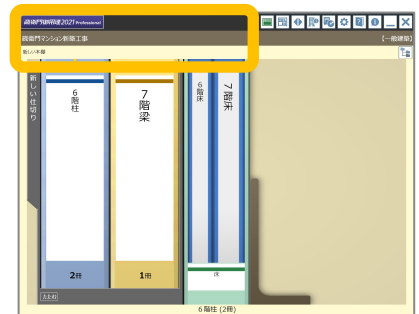 蔵衛門御用達2021 Professional
蔵衛門マンション新築工事
【一般建築】
新しい本棚
新しい仕切り
6階柱
7階梁
6階床
7階床
2冊
1冊
床
たたむ
6階柱 (2冊)